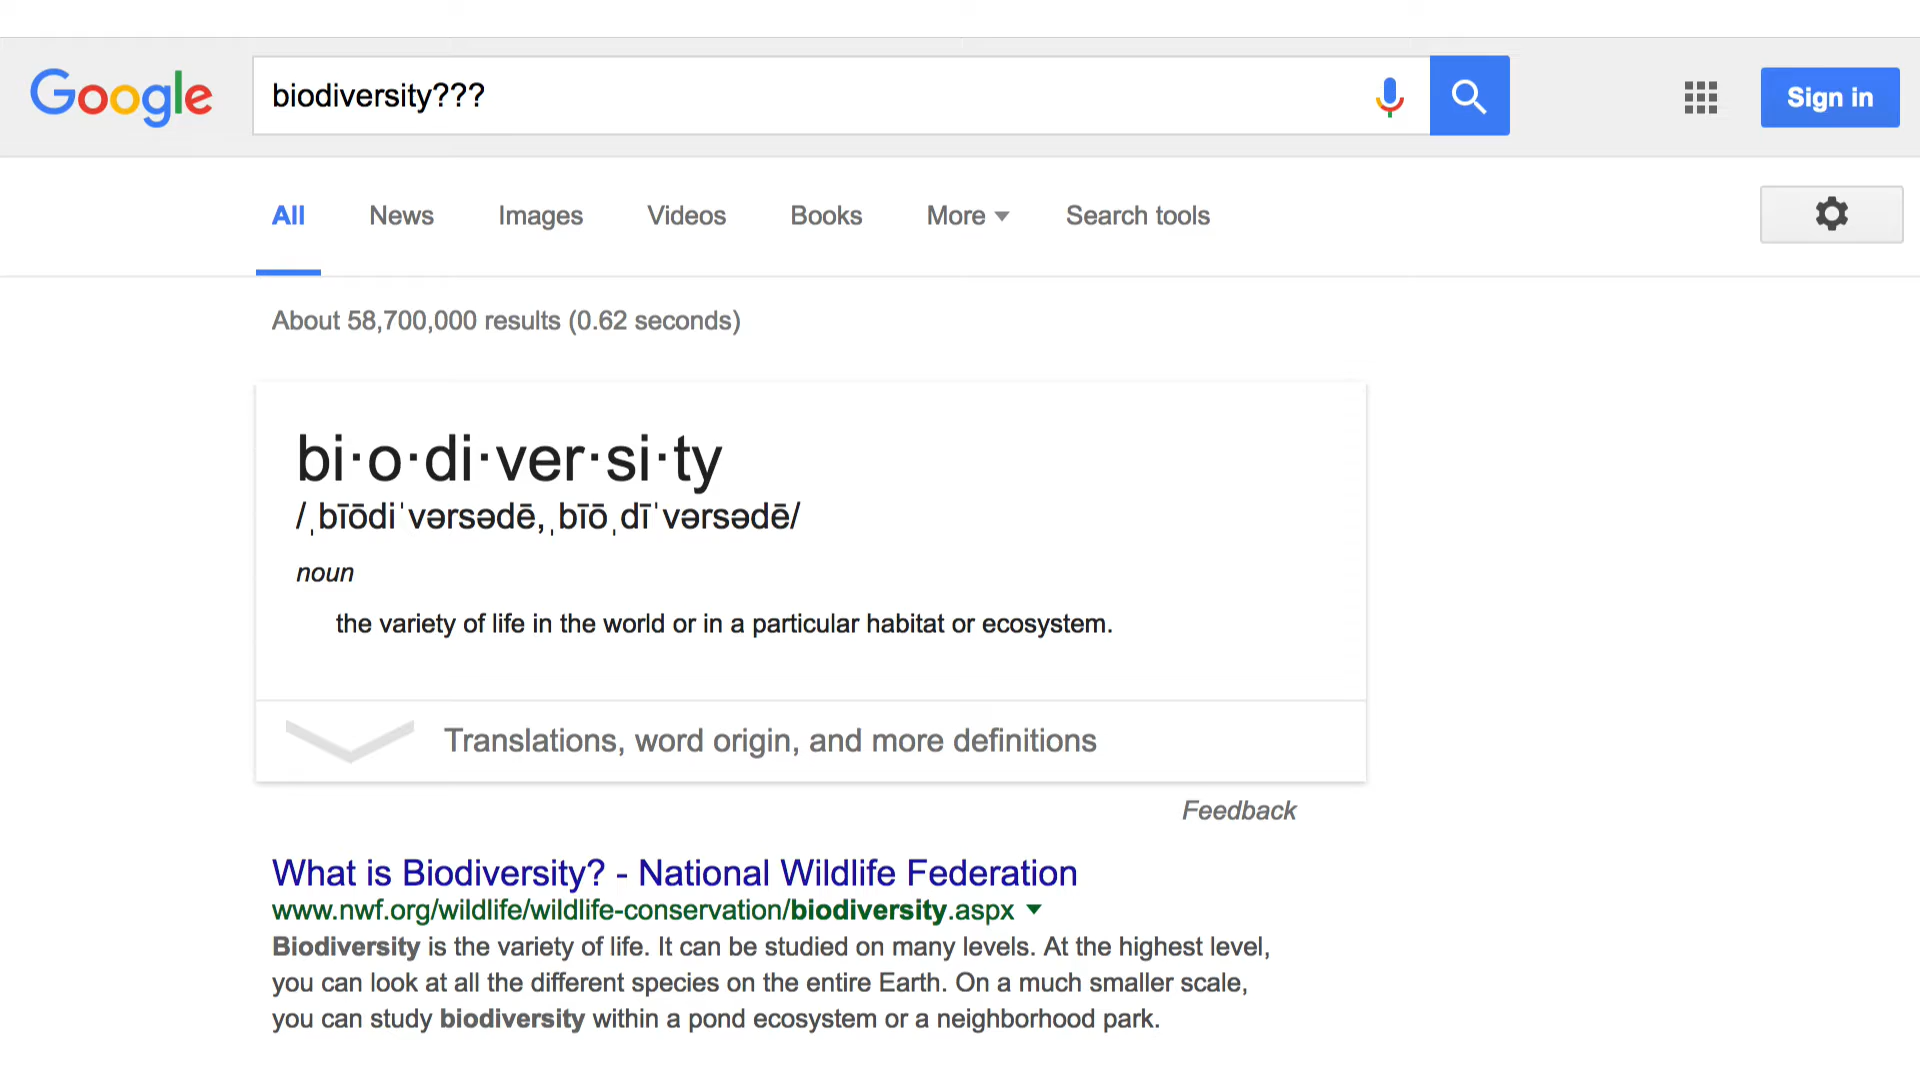 Google
biodiversity???
Sign in
All News Images Videos Books More Search tools
About 58,700,000 results (0.62 seconds)
bi·o·di·ver·si·ty
/ˌbīōdiˈvərsədē,ˌbīōˌdīˈvərsədē/
noun
the variety of life in the world or in a particular habitat or ecosystem.
Translations, word origin, and more definitions
Feedback
What is Biodiversity? - National Wildlife Federation
www.nwf.org/wildlife/wildlife-conservation/biodiversity.aspx
Biodiversity is the variety of life. It can be studied on many levels. At the highest level,
you can look at all the different species on the entire Earth. On a much smaller scale,
you can study biodiversity within a pond ecosystem or a neighborhood park.